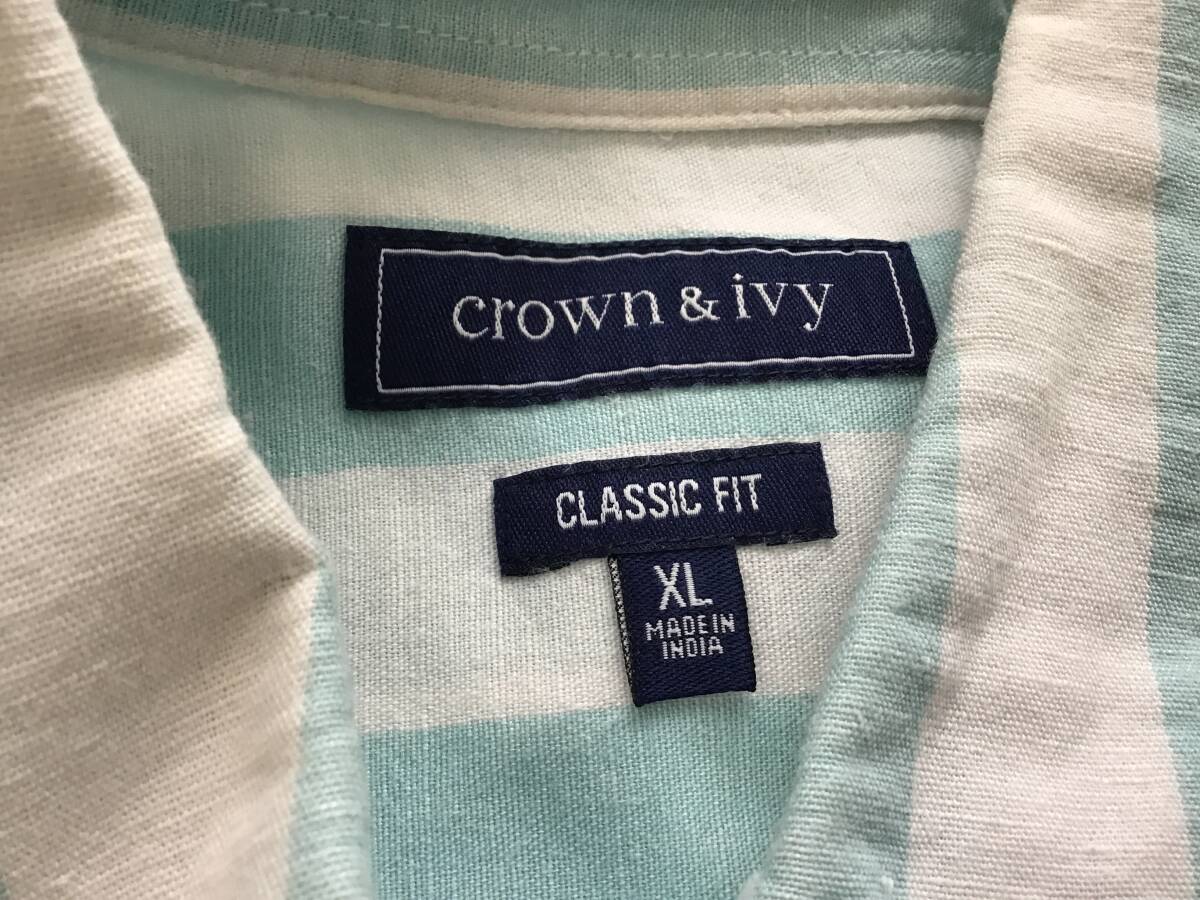 crown & ivy
CLASSIC FIT
XL
MADE IN
INDIA